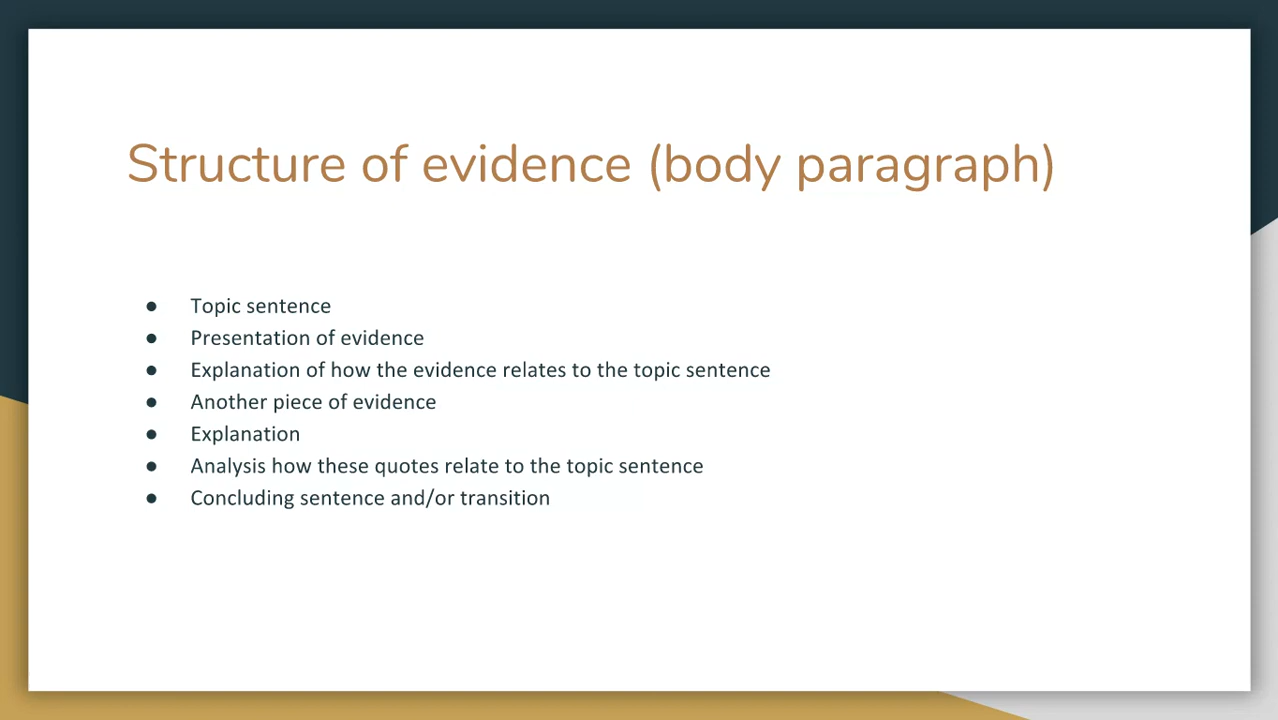 Structure of evidence (body paragraph)
● Topic sentence
● Presentation of evidence
● Explanation of how the evidence relates to the topic sentence
● Another piece of evidence
● Explanation
● Analysis how these quotes relate to the topic sentence
● Concluding sentence and/or transition